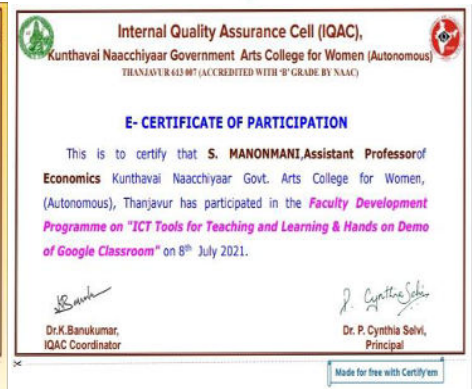 Internal Quality Assurance Cell (IQAC),
Kunthavai Naacchiyaar Government Arts College for Women (Autonomous)
THANJAVUR 613 007 (ACCREDITED WITH 'B' GRADE BY NAAC)
E- CERTIFICATE OF PARTICIPATION
This is to certify that S. MANONMANI,Assistant Professorof
Economics Kunthavai Naacchiyaar Govt. Arts College for Women,
(Autonomous), Thanjavur has participated in the Faculty Development
Programme on "ICT Tools for Teaching and Learning & Hands on Demo
of Google Classroom" on 8th July 2021.
P. Cynthia Selvi
Dr.K.Banukumar,
IQAC Coordinator
Dr. P. Cynthia Selvi,
Principal
Made for free with Certify'em